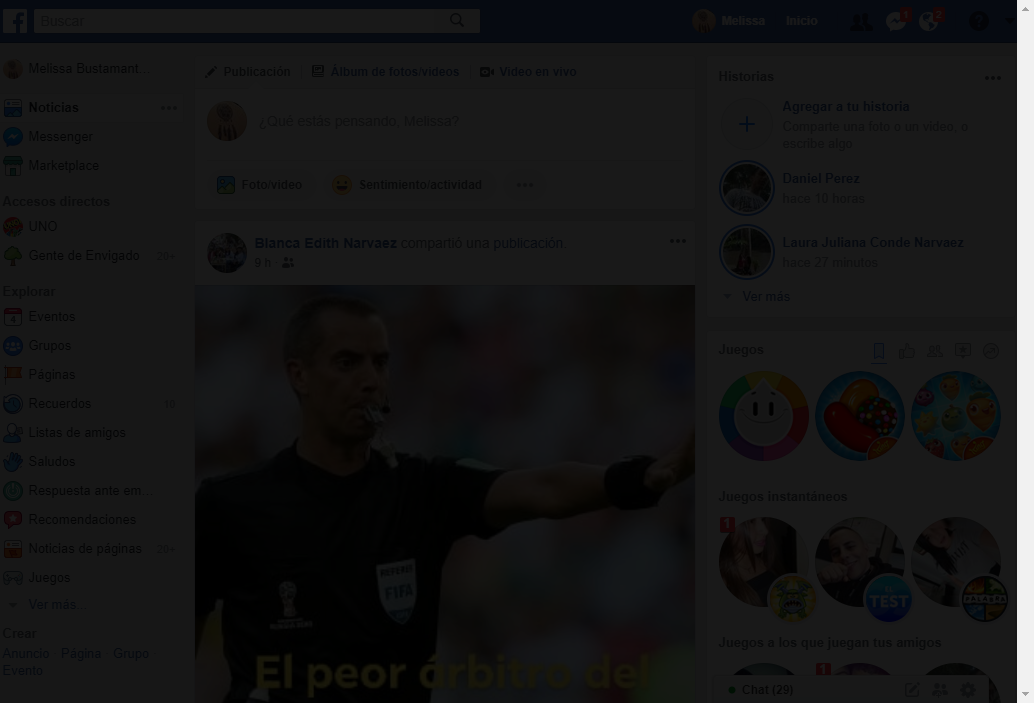 Buscar
Melissa
Inicio
1
2
Melissa Bustamant...
Noticias
Messenger
Marketplace
Accesos directos
UNO
Gente de Envigado 20+
Explorar
Eventos
Grupos
Páginas
Recuerdos 10
Listas de amigos
Saludos
Respuesta ante em...
Recomendaciones
Noticias de páginas 20+
Juegos
Ver más...
Crear
Anuncio Página Grupo
Evento
Publicación
Álbum de fotos/videos
Video en vivo
¿Qué estás pensando, Melissa?
Foto/video
Sentimiento/actividad
Blanca Edith Narvaez compartió una publicación.
9 h
REFEREE
FIFA
El peor árbitro del
Historias
Agregar a tu historia
Comparte una foto o un video, o
escribe algo
Daniel Perez
hace 10 horas
Laura Juliana Conde Narvaez
hace 27 minutos
Ver más
Juegos
Juegos instantáneos
1
TEST
Juegos a los que juegan tus amigos
1
Chat (29)